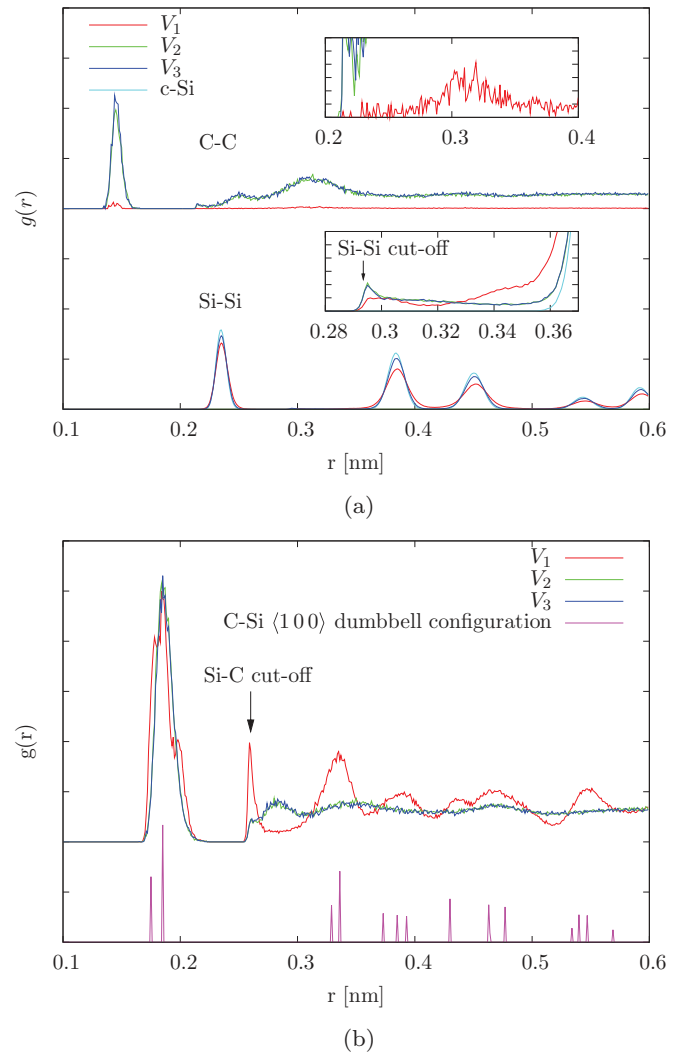 V₁
V₂
V₃
c-Si
C-C
0.2 0.3 0.4
g(r)
Si-Si cut-off
Si-Si
0.28 0.3 0.32 0.34 0.36
0.1 0.2 0.3 0.4 0.5 0.6
r [nm]
(a)
V₁
V₂
V₃
C-Si ⟨1 0 0⟩ dumbbell configuration
Si-C cut-off
g(r)
0.1 0.2 0.3 0.4 0.5 0.6
r [nm]
(b)